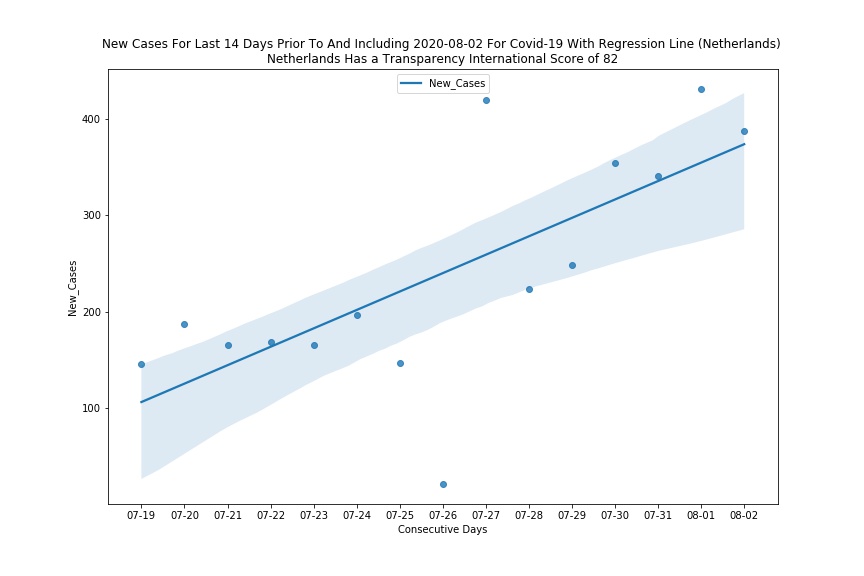 New Cases For Last 14 Days Prior To And Including 2020-08-02 For Covid-19 With Regression Line (Netherlands)
Netherlands Has a Transparency International Score of 82
New_Cases
400
300
200
100
New_Cases
07-19 07-20 07-21 07-22 07-23 07-24 07-25 07-26 07-27 07-28 07-29 07-30 07-31 08-01 08-02
Consecutive Days